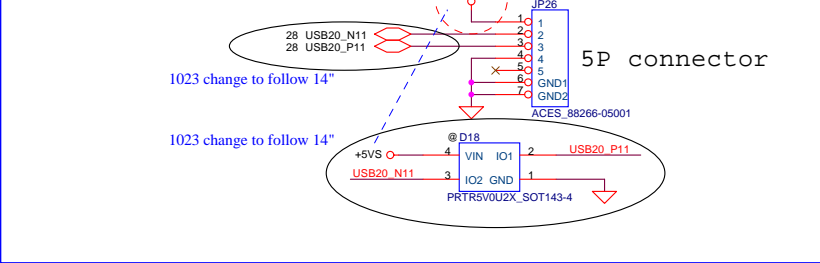 JP26
1 1
28 USB20_N11 2 2
28 USB20_P11 3 3
4 4
5 5
6 GND1
7 GND2
5P connector
1023 change to follow 14"
ACES_88266-05001
1023 change to follow 14"
@ D18
+5VS 4 VIN IO1 2 USB20_P11
USB20_N11 3 IO2 GND 1
PRTR5V0U2X_SOT143-4